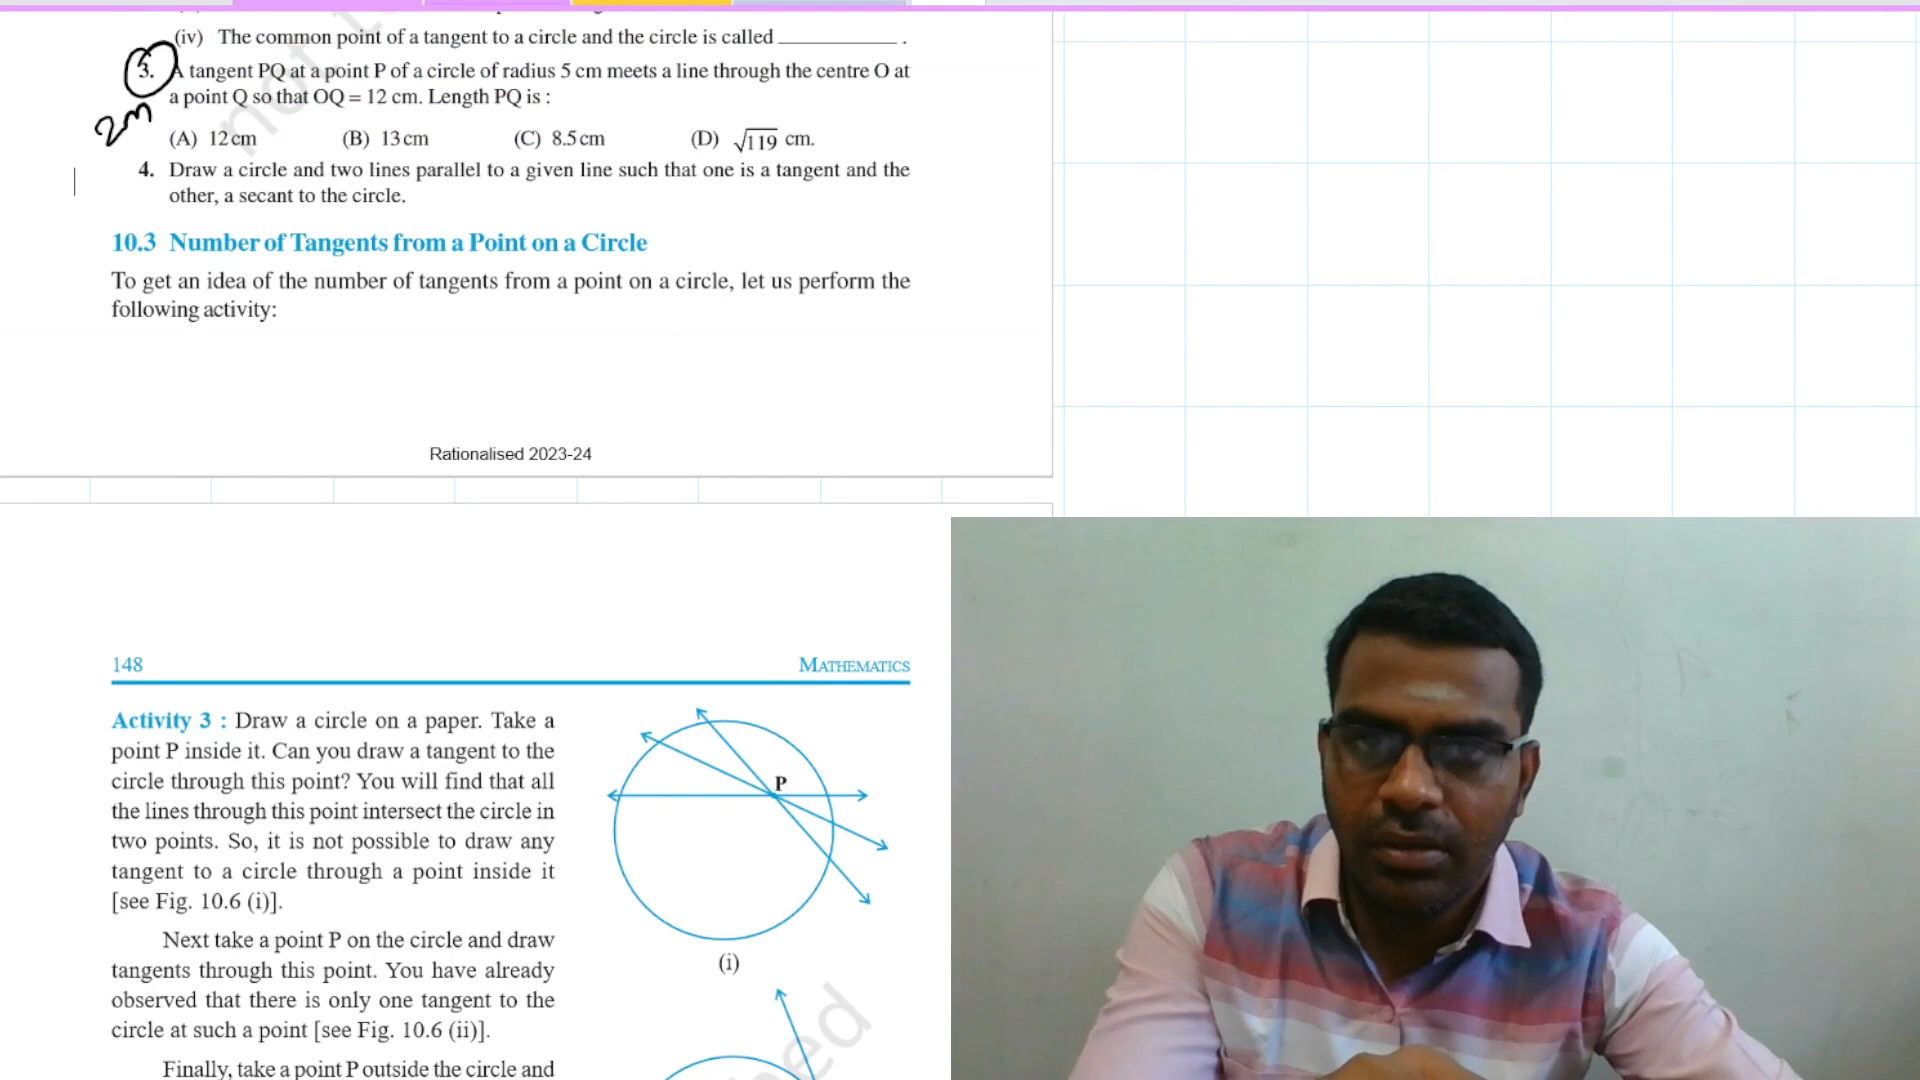 (iv) The common point of a tangent to a circle and the circle is called ____________ .
3. A tangent PQ at a point P of a circle of radius 5 cm meets a line through the centre O at
a point Q so that OQ = 12 cm. Length PQ is :
2m
(A) 12 cm (B) 13 cm (C) 8.5 cm (D) √119 cm.
4. Draw a circle and two lines parallel to a given line such that one is a tangent and the
other, a secant to the circle.
10.3 Number of Tangents from a Point on a Circle
To get an idea of the number of tangents from a point on a circle, let us perform the
following activity:
Rationalised 2023-24
148 MATHEMATICS
Activity 3 : Draw a circle on a paper. Take a
point P inside it. Can you draw a tangent to the
circle through this point? You will find that all
the lines through this point intersect the circle in
two points. So, it is not possible to draw any
tangent to a circle through a point inside it
[see Fig. 10.6 (i)].
P
(i)
Next take a point P on the circle and draw
tangents through this point. You have already
observed that there is only one tangent to the
circle at such a point [see Fig. 10.6 (ii)].
Finally, take a point P outside the circle and
not